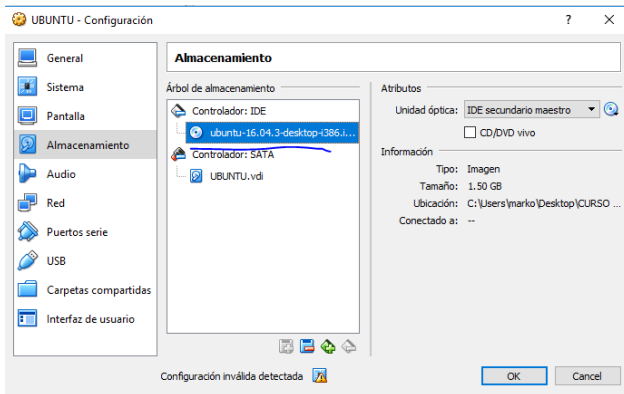 UBUNTU - Configuración
?
General
Sistema
Pantalla
Almacenamiento
Audio
Red
Puertos serie
USB
Carpetas compartidas
Interfaz de usuario
Almacenamiento
Árbol de almacenamiento
Controlador: IDE
ubuntu-16.04.3-desktop-i386.i...
Controlador: SATA
UBUNTU.vdi
Atributos
Unidad óptica: IDE secundario maestro
CD/DVD vivo
Información
Tipo: Imagen
Tamaño: 1.50 GB
Ubicación: C:\Users\marko\Desktop\CURSO ...
Conectado a: --
Configuración inválida detectada
OK
Cancel